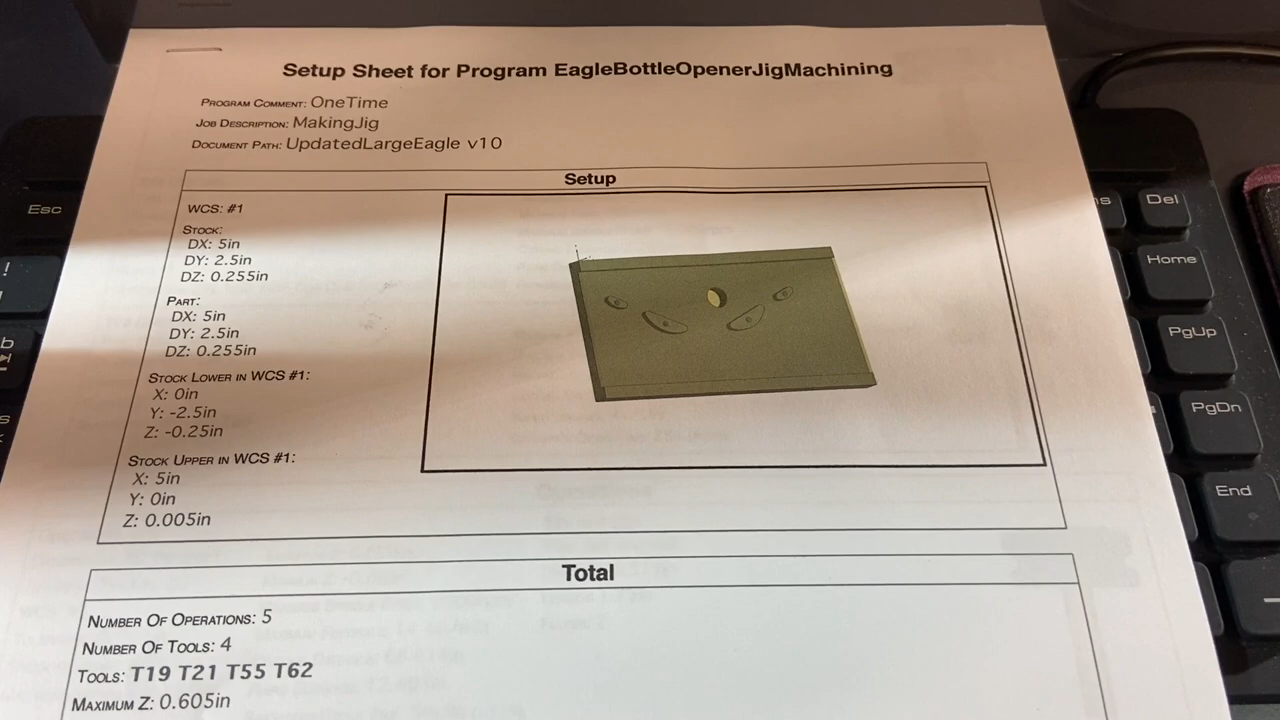 Setup Sheet for Program EagleBottleOpenerJigMachining
PROGRAM COMMENT: OneTime
JOB DESCRIPTION: MakingJig
DOCUMENT PATH: UpdatedLargeEagle v10
Setup
WCS: #1
STOCK:
DX: 5in
DY: 2.5in
DZ: 0.255in
PART:
DX: 5in
DY: 2.5in
DZ: 0.255in
STOCK LOWER IN WCS #1:
X: 0in
Y: -2.5in
Z: -0.25in
STOCK UPPER IN WCS #1:
X: 5in
Y: 0in
Z: 0.005in
Total
NUMBER OF OPERATIONS: 5
NUMBER OF TOOLS: 4
TOOLS: T19 T21 T55 T62
MAXIMUM Z: 0.605in
Esc
!
Del
Home
PgUp
PgDn
End